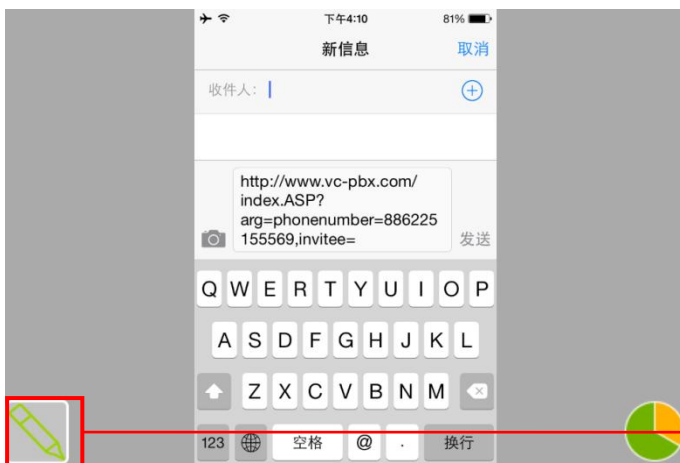 下午4:10
81%
新信息
取消
收件人:
http://www.vc-pbx.com/
index.ASP?
arg=phonenumber=886225
155569,invitee=
发送
Q W E R T Y U I O P
A S D F G H J K L
Z X C V B N M
123 空格 @ . 换行